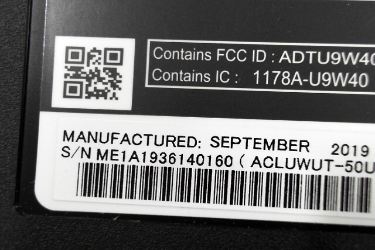 Contains FCC ID : ADTU9W40
Contains IC : 1178A-U9W40
MANUFACTURED: SEPTEMBER 2019
S/N ME1A1936140160 ( ACLUWUT-50U